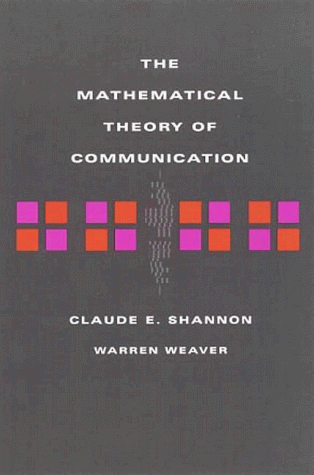 THE
MATHEMATICAL
THEORY OF
COMMUNICATION
CLAUDE E. SHANNON
WARREN WEAVER